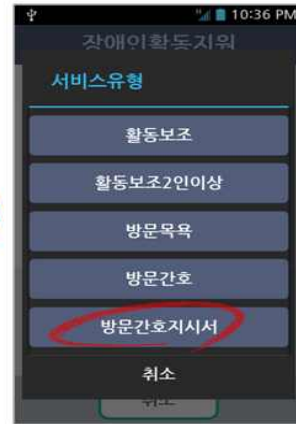 10:36 PM
장애인활동지원
서비스유형
활동보조
활동보조2인이상
방문목욕
방문간호
방문간호지시서
취소
취소